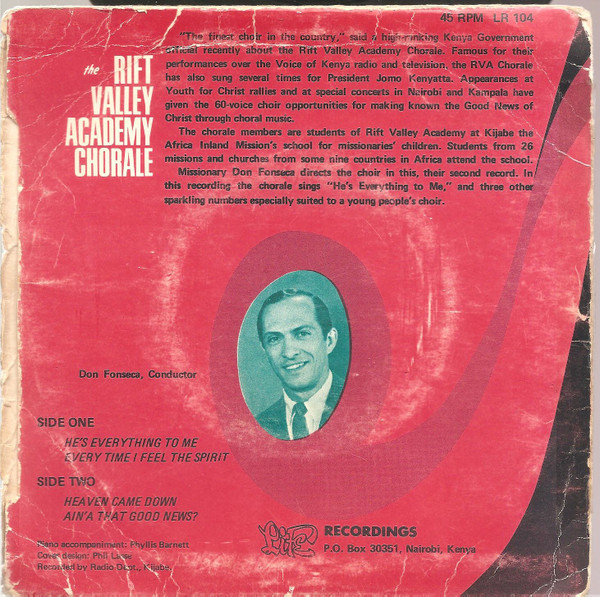 45 RPM LR 104
the RIFT
VALLEY
ACADEMY
CHORALE
"The finest choir in the country," said a high-ranking Kenya Government
official recently about the Rift Valley Academy Chorale. Famous for their
performances over the Voice of Kenya radio and television, the RVA Chorale
has also sung several times for President Jomo Kenyatta. Appearances at
Youth for Christ rallies and at special concerts in Nairobi and Kampala have
given the 60-voice choir opportunities for making known the Good News of
Christ through choral music.
The chorale members are students of Rift Valley Academy at Kijabe the
Africa Inland Mission's school for missionaries' children. Students from 26
missions and churches from some nine countries in Africa attend the school.
Missionary Don Fonseca directs the choir in this, their second record. In
this recording the chorale sings "He's Everything to Me," and three other
sparkling numbers especially suited to a young people's choir.
Don Fonseca, Conductor
SIDE ONE
HE'S EVERYTHING TO ME
EVERY TIME I FEEL THE SPIRIT
SIDE TWO
HEAVEN CAME DOWN
AIN'A THAT GOOD NEWS?
Piano accompaniment: Phyllis Barnett
Cover design: Phil
Recorded by Radio Dept., Kijabe.
Life RECORDINGS
P.O. Box 30351, Nairobi, Kenya